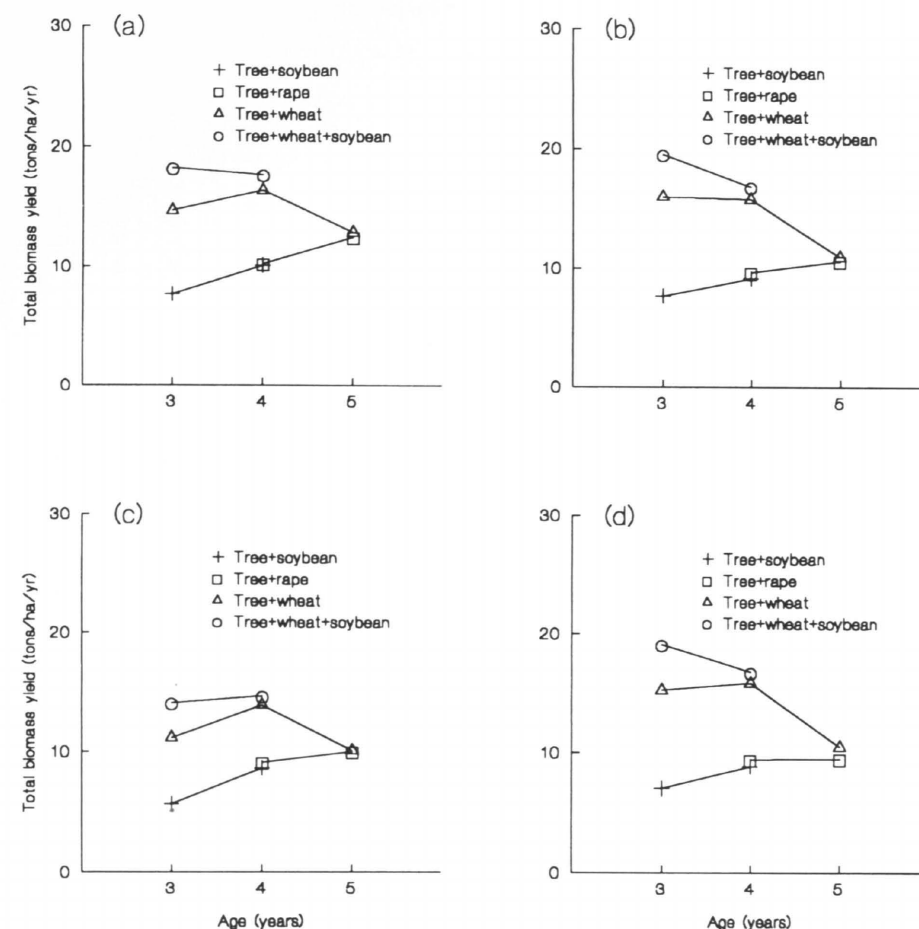 (a)
30
20
10
0
3 4 5
Total biomass yield (tons/ha/yr)
Tree+soybean
Tree+rape
Tree+wheat
Tree+wheat+soybean
(b)
30
20
10
0
3 4 5
Tree+soybean
Tree+rape
Tree+wheat
Tree+wheat+soybean
(c)
30
20
10
0
3 4 5
Total biomass yield (tons/ha/yr)
Age (years)
Tree+soybean
Tree+rape
Tree+wheat
Tree+wheat+soybean
(d)
30
20
10
0
3 4 5
Age (years)
Tree+soybean
Tree+rape
Tree+wheat
Tree+wheat+soybean